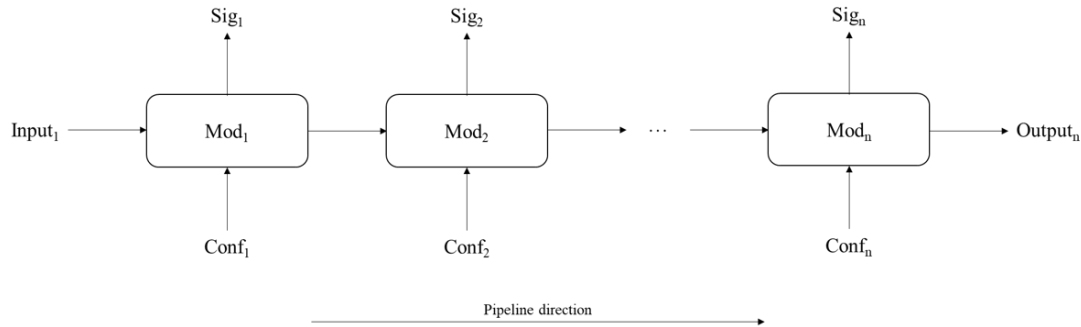 Sig₁ Sig₂ Sigₙ
Input₁ Mod₁ Mod₂ ... Modₙ Outputₙ
Conf₁ Conf₂ Confₙ
Pipeline direction